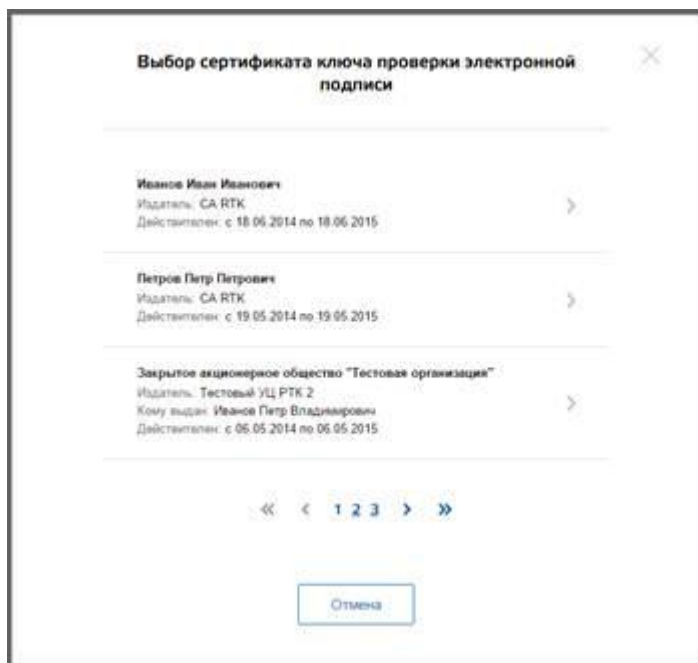 Выбор сертификата ключа проверки электронной
подписи
Иванов Иван Иванович
Издатель: CA RTK
Действителен: с 18.06.2014 по 18.06.2015
Петров Петр Петрович
Издатель: CA RTK
Действителен: с 19.05.2014 по 19.05.2015
Закрытое акционерное общество "Тестовая организация"
Издатель: Тестовый УЦ РТК 2
Кому выдан: Иванов Петр Владимирович
Действителен: с 06.05.2014 по 06.05.2015
« ‹ 1 2 3 › »
Отмена